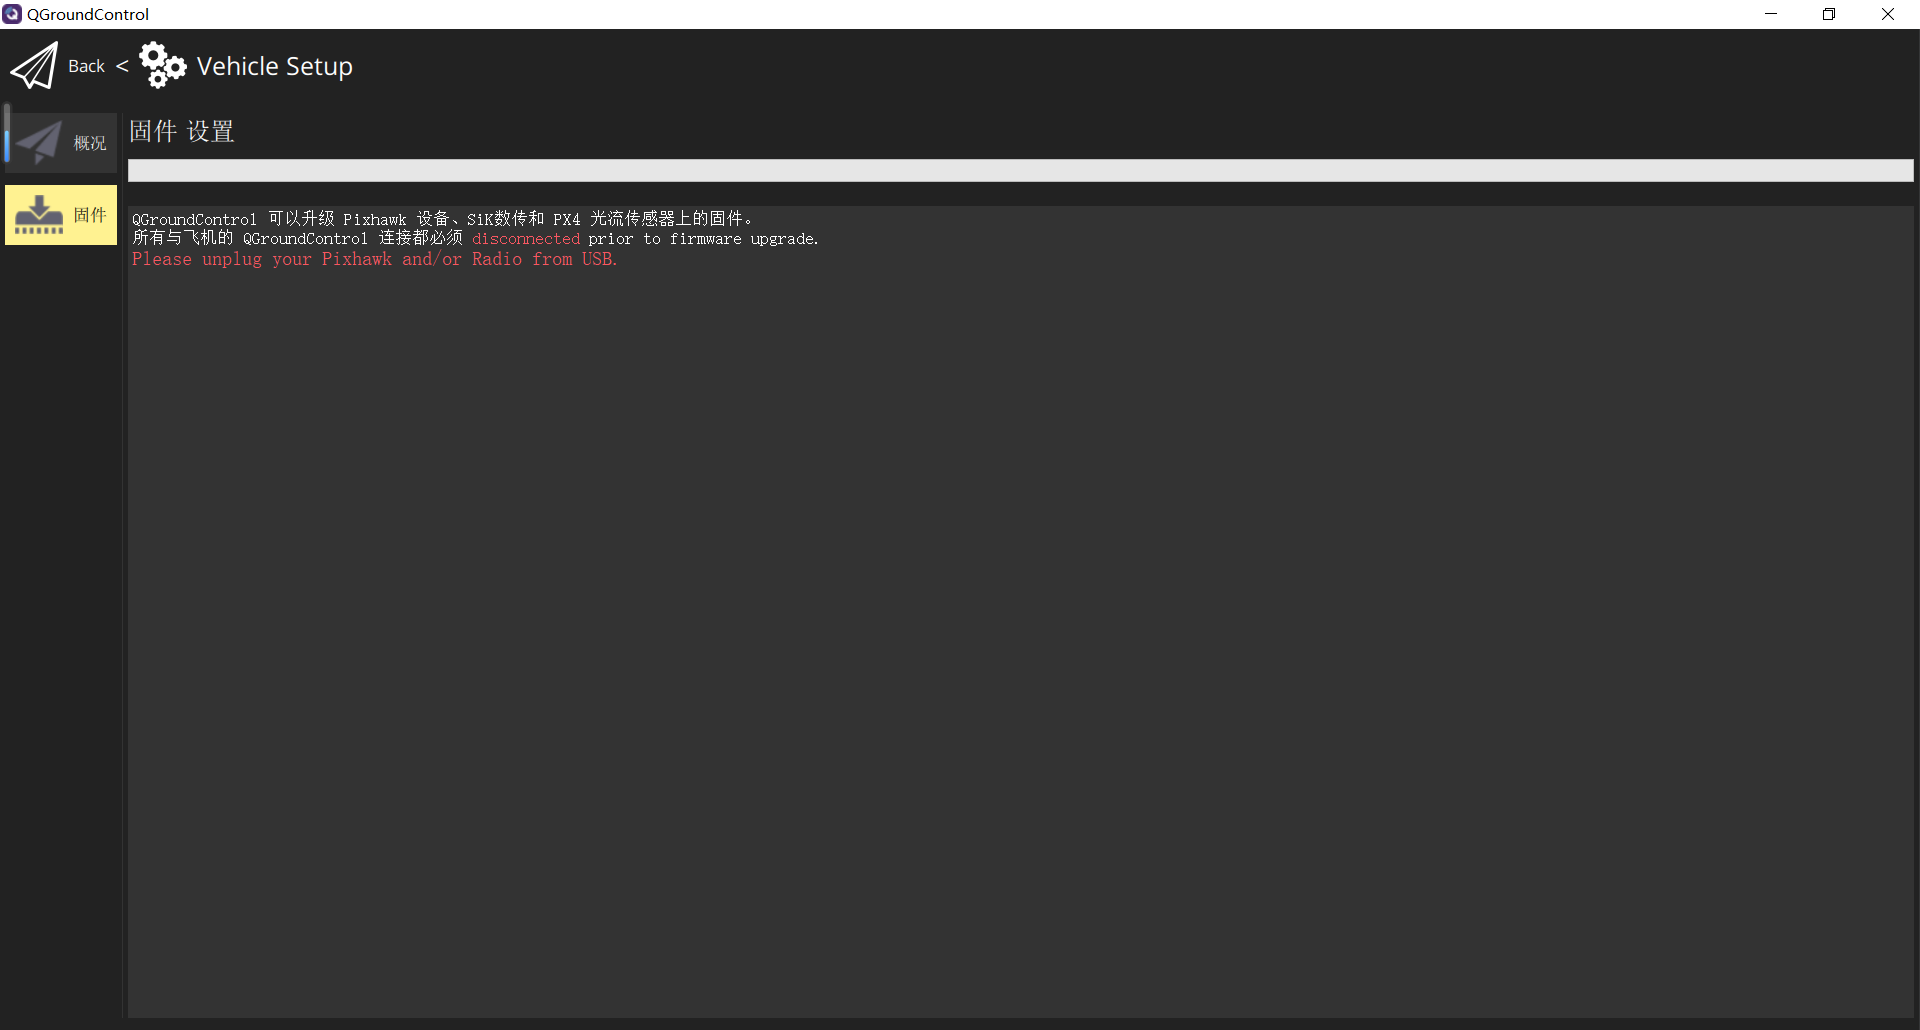 QGroundControl
Back < Vehicle Setup
概况
固件 设置
固件
QGroundControl 可以升级 Pixhawk 设备、SiK数传和 PX4 光流传感器上的固件。
所有与飞机的 QGroundControl 连接都必须 disconnected prior to firmware upgrade.
Please unplug your Pixhawk and/or Radio from USB.